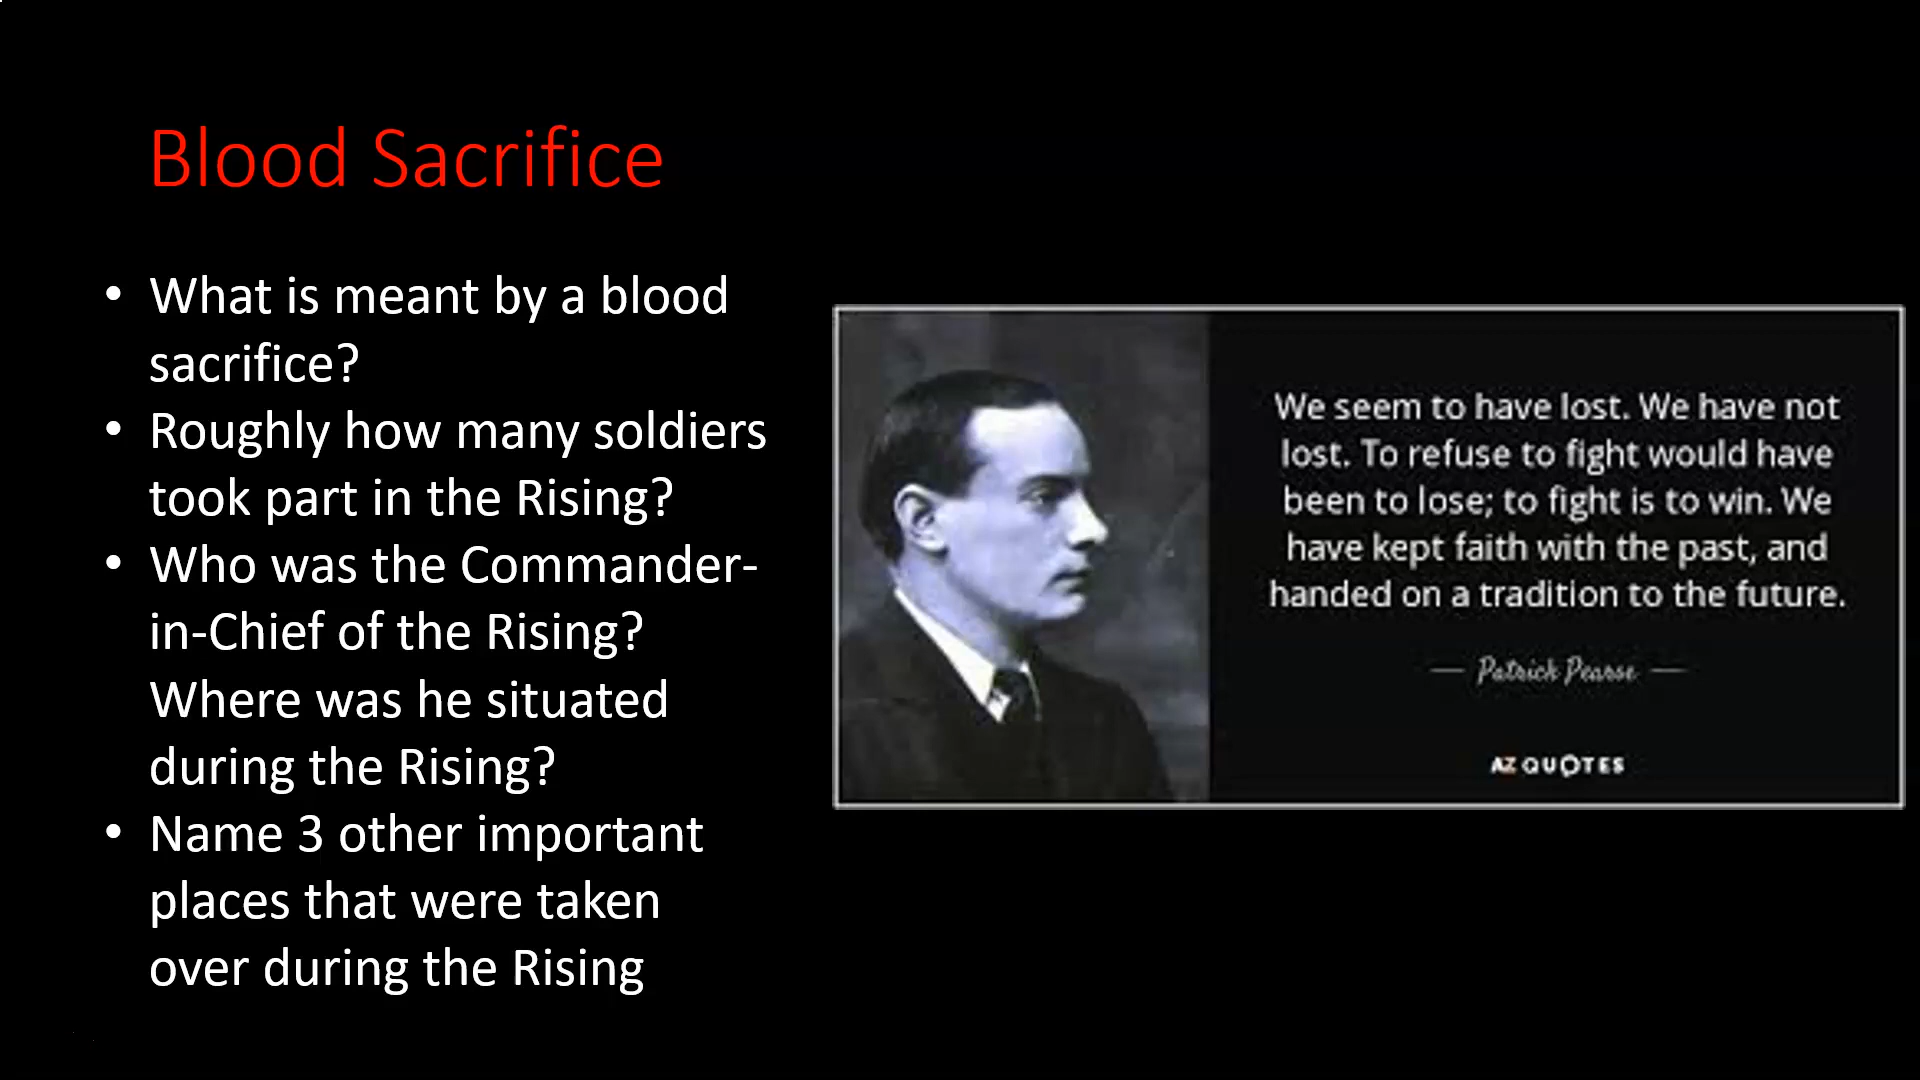 Blood Sacrifice
• What is meant by a blood
sacrifice?
• Roughly how many soldiers
took part in the Rising?
• Who was the Commander-
in-Chief of the Rising?
Where was he situated
during the Rising?
• Name 3 other important
places that were taken
over during the Rising
We seem to have lost. We have not
lost. To refuse to fight would have
been to lose; to fight is to win. We
have kept faith with the past, and
handed on a tradition to the future.
— Patrick Pearse —
AZ QUOTES